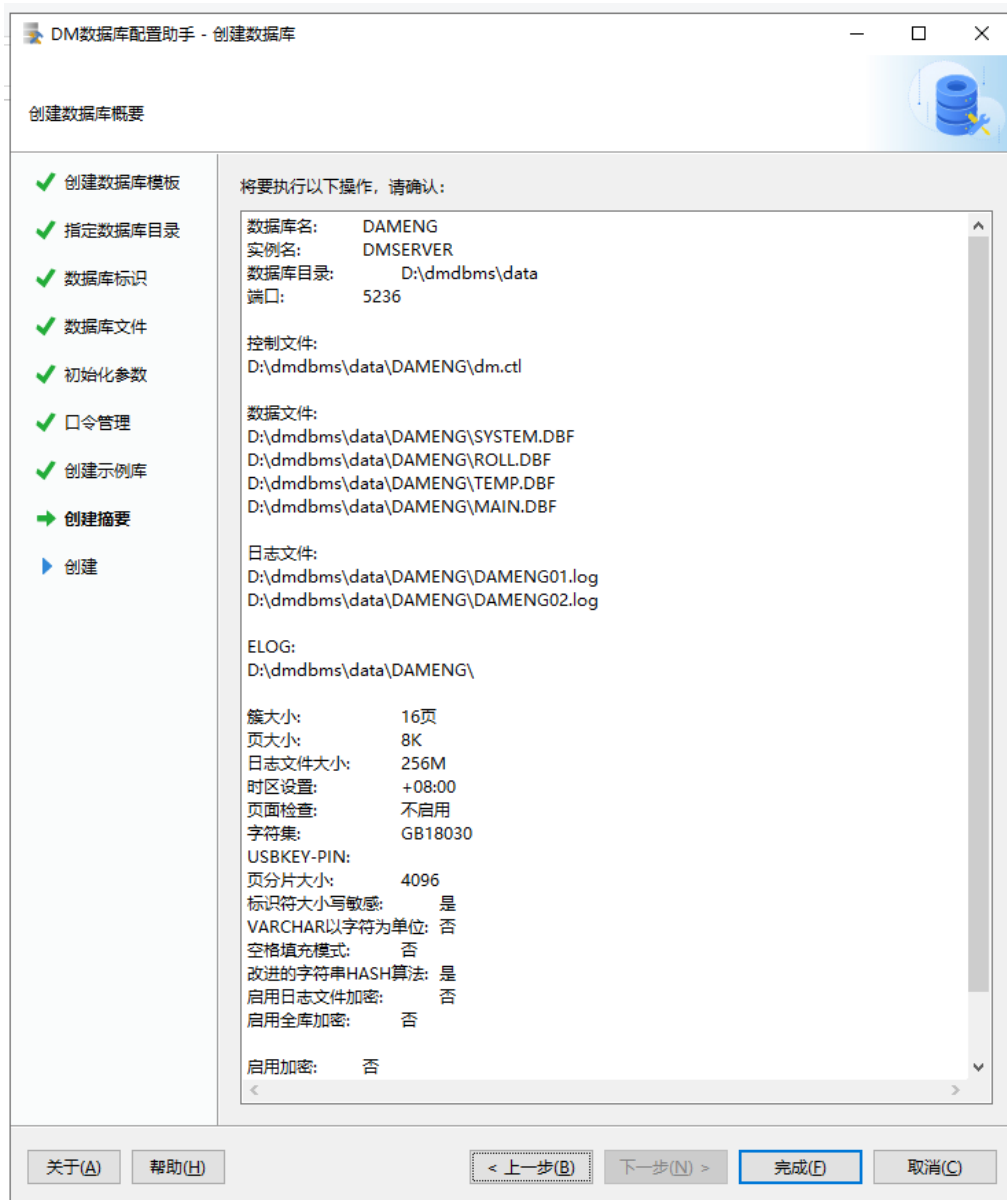 DM数据库配置助手 - 创建数据库
创建数据库概要
创建数据库模板
指定数据库目录
数据库标识
数据库文件
初始化参数
口令管理
创建示例库
创建摘要
创建
将要执行以下操作，请确认：
数据库名: DAMENG
实例名: DMSERVER
数据库目录: D:\dmdbms\data
端口: 5236
控制文件:
D:\dmdbms\data\DAMENG\dm.ctl
数据文件:
D:\dmdbms\data\DAMENG\SYSTEM.DBF
D:\dmdbms\data\DAMENG\ROLL.DBF
D:\dmdbms\data\DAMENG\TEMP.DBF
D:\dmdbms\data\DAMENG\MAIN.DBF
日志文件:
D:\dmdbms\data\DAMENG\DAMENG01.log
D:\dmdbms\data\DAMENG\DAMENG02.log
ELOG:
D:\dmdbms\data\DAMENG\
簇大小: 16页
页大小: 8K
日志文件大小: 256M
时区设置: +08:00
页面检查: 不启用
字符集: GB18030
USBKEY-PIN:
页分片大小: 4096
标识符大小写敏感: 是
VARCHAR以字符为单位: 否
空格填充模式: 否
改进的字符串HASH算法: 是
启用日志文件加密: 否
启用全库加密: 否
启用加密: 否
关于(A) 帮助(H) < 上一步(B) 下一步(N) > 完成(F) 取消(C)